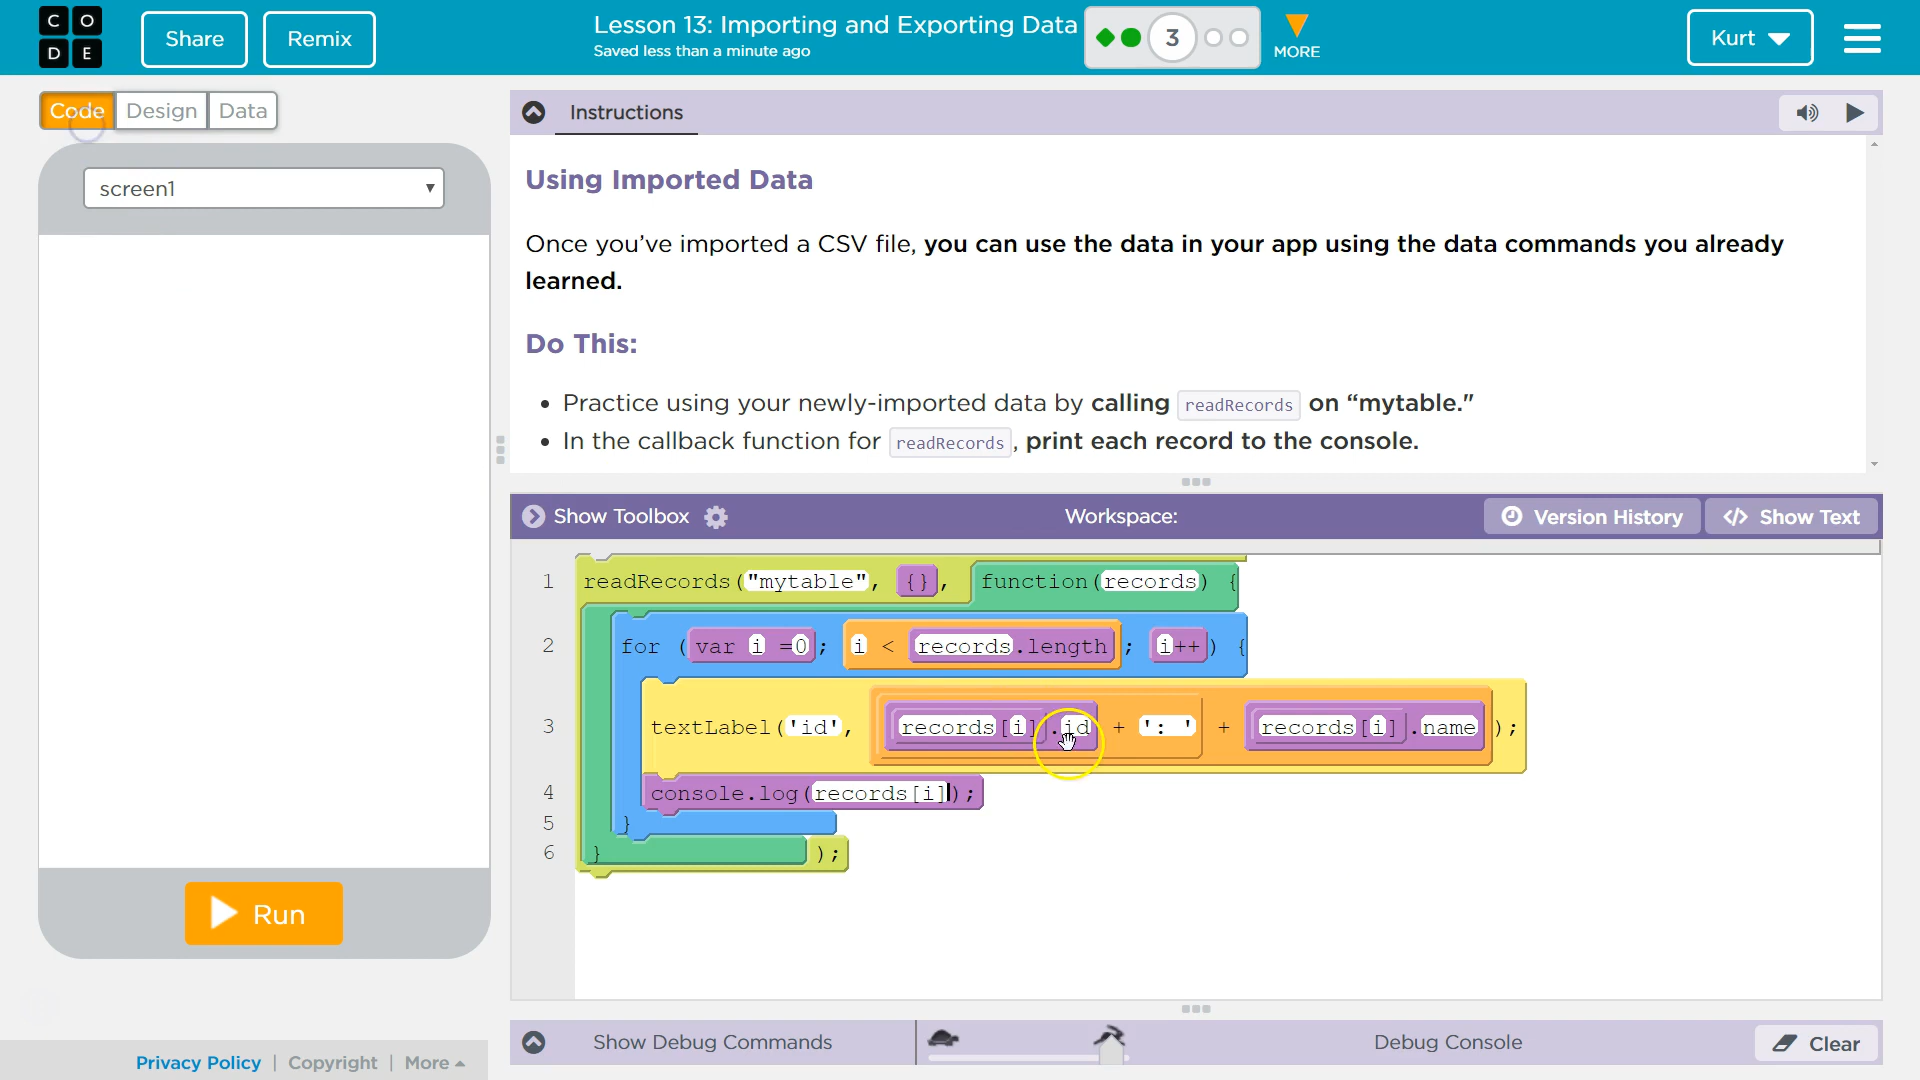 C O
D E
Share
Remix
Lesson 13: Importing and Exporting Data
Saved less than a minute ago
3
MORE
Kurt
Code
Design
Data
screen1
Instructions
Using Imported Data
Once you've imported a CSV file, you can use the data in your app using the data commands you already
learned.
Do This:
• Practice using your newly-imported data by calling readRecords on “mytable."
• In the callback function for readRecords, print each record to the console.
Show Toolbox
Workspace:
Version History
</> Show Text
1 readRecords("mytable", {}, function(records) {
2 for (var i =0; i < records.length; i++) {
3 textLabel('id', records[i].id + ': ' + records[i].name);
4 console.log(records[i]);
5 }
6 } );
Run
Show Debug Commands
Debug Console
Clear
Privacy Policy | Copyright | More